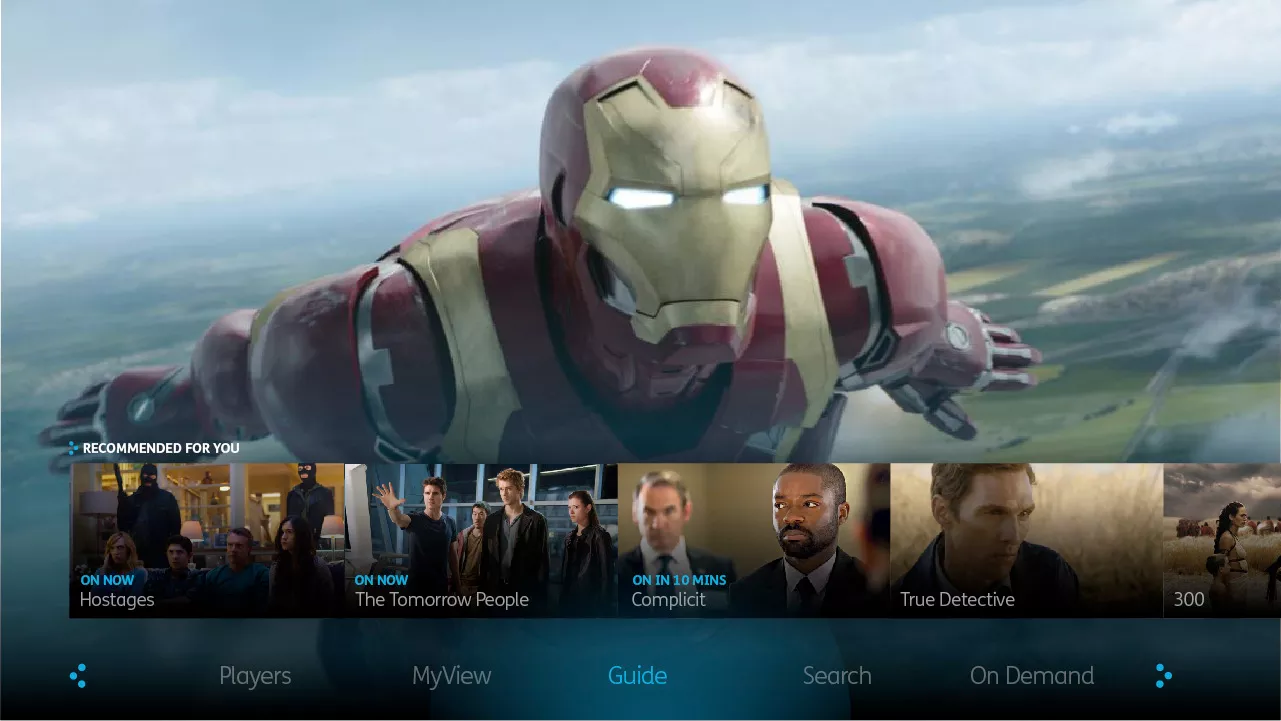 RECOMMENDED FOR YOU
ON NOW
Hostages
ON NOW
The Tomorrow People
ON IN 10 MINS
Complicit
True Detective
300
Players
MyView
Guide
Search
On Demand